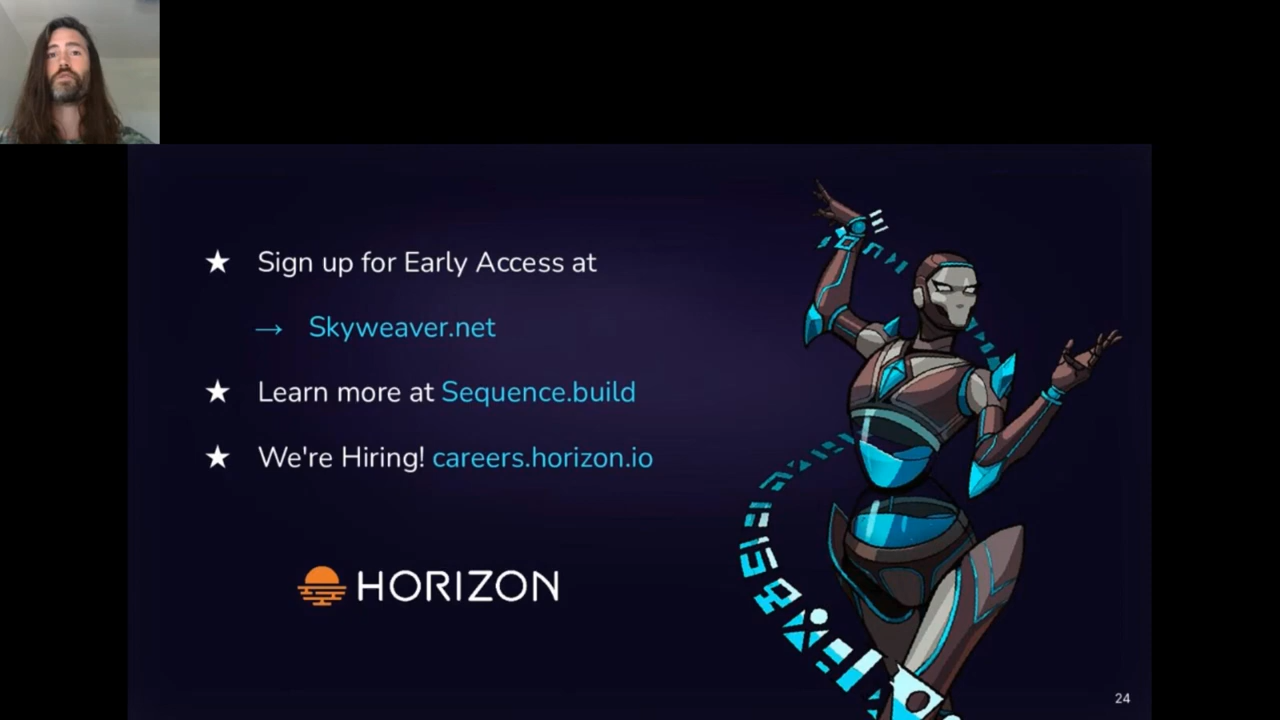 ★ Sign up for Early Access at
→ Skyweaver.net
★ Learn more at Sequence.build
★ We're Hiring! careers.horizon.io
HORIZON
24